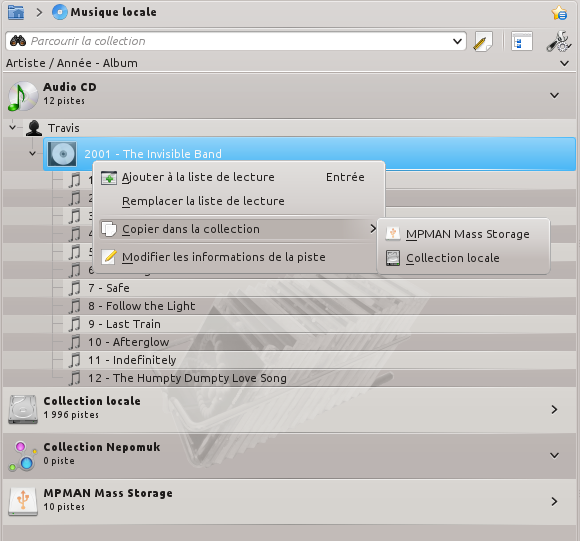 Musique locale
Parcourir la collection
Artiste / Année - Album
Audio CD
12 pistes
Travis
2001 - The Invisible Band
Ajouter à la liste de lecture Entrée
Remplacer la liste de lecture
Copier dans la collection
MPMAN Mass Storage
Collection locale
Modifier les informations de la piste
1
2
3
4
5
6
7 - Safe
8 - Follow the Light
9 - Last Train
10 - Afterglow
11 - Indefinitely
12 - The Humpty Dumpty Love Song
Collection locale
1 996 pistes
Collection Nepomuk
0 piste
MPMAN Mass Storage
10 pistes